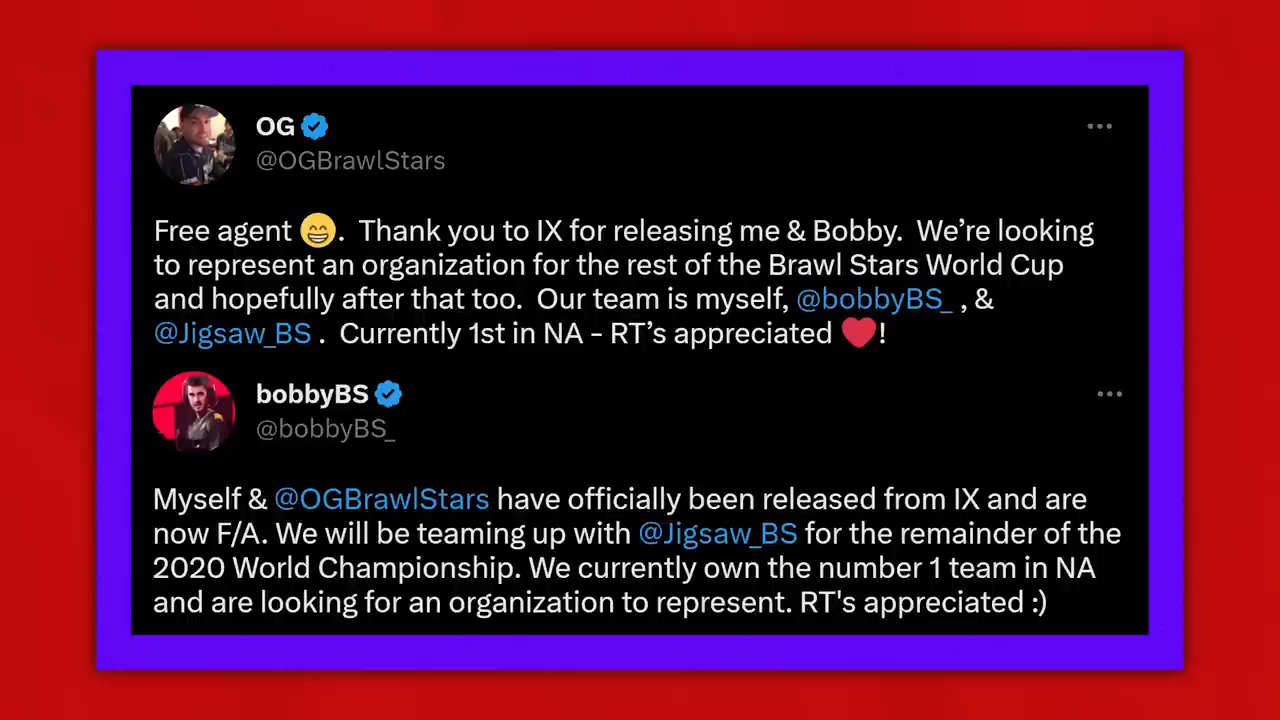 OG
@OGBrawlStars
Free agent 😁.  Thank you to IX for releasing me & Bobby.  We’re looking
to represent an organization for the rest of the Brawl Stars World Cup
and hopefully after that too.  Our team is myself, @bobbyBS_ , &
@Jigsaw_BS .  Currently 1st in NA - RT’s appreciated ❤️!
bobbyBS
@bobbyBS_
Myself & @OGBrawlStars have officially been released from IX and are
now F/A. We will be teaming up with @Jigsaw_BS for the remainder of the
2020 World Championship. We currently own the number 1 team in NA
and are looking for an organization to represent. RT's appreciated :)